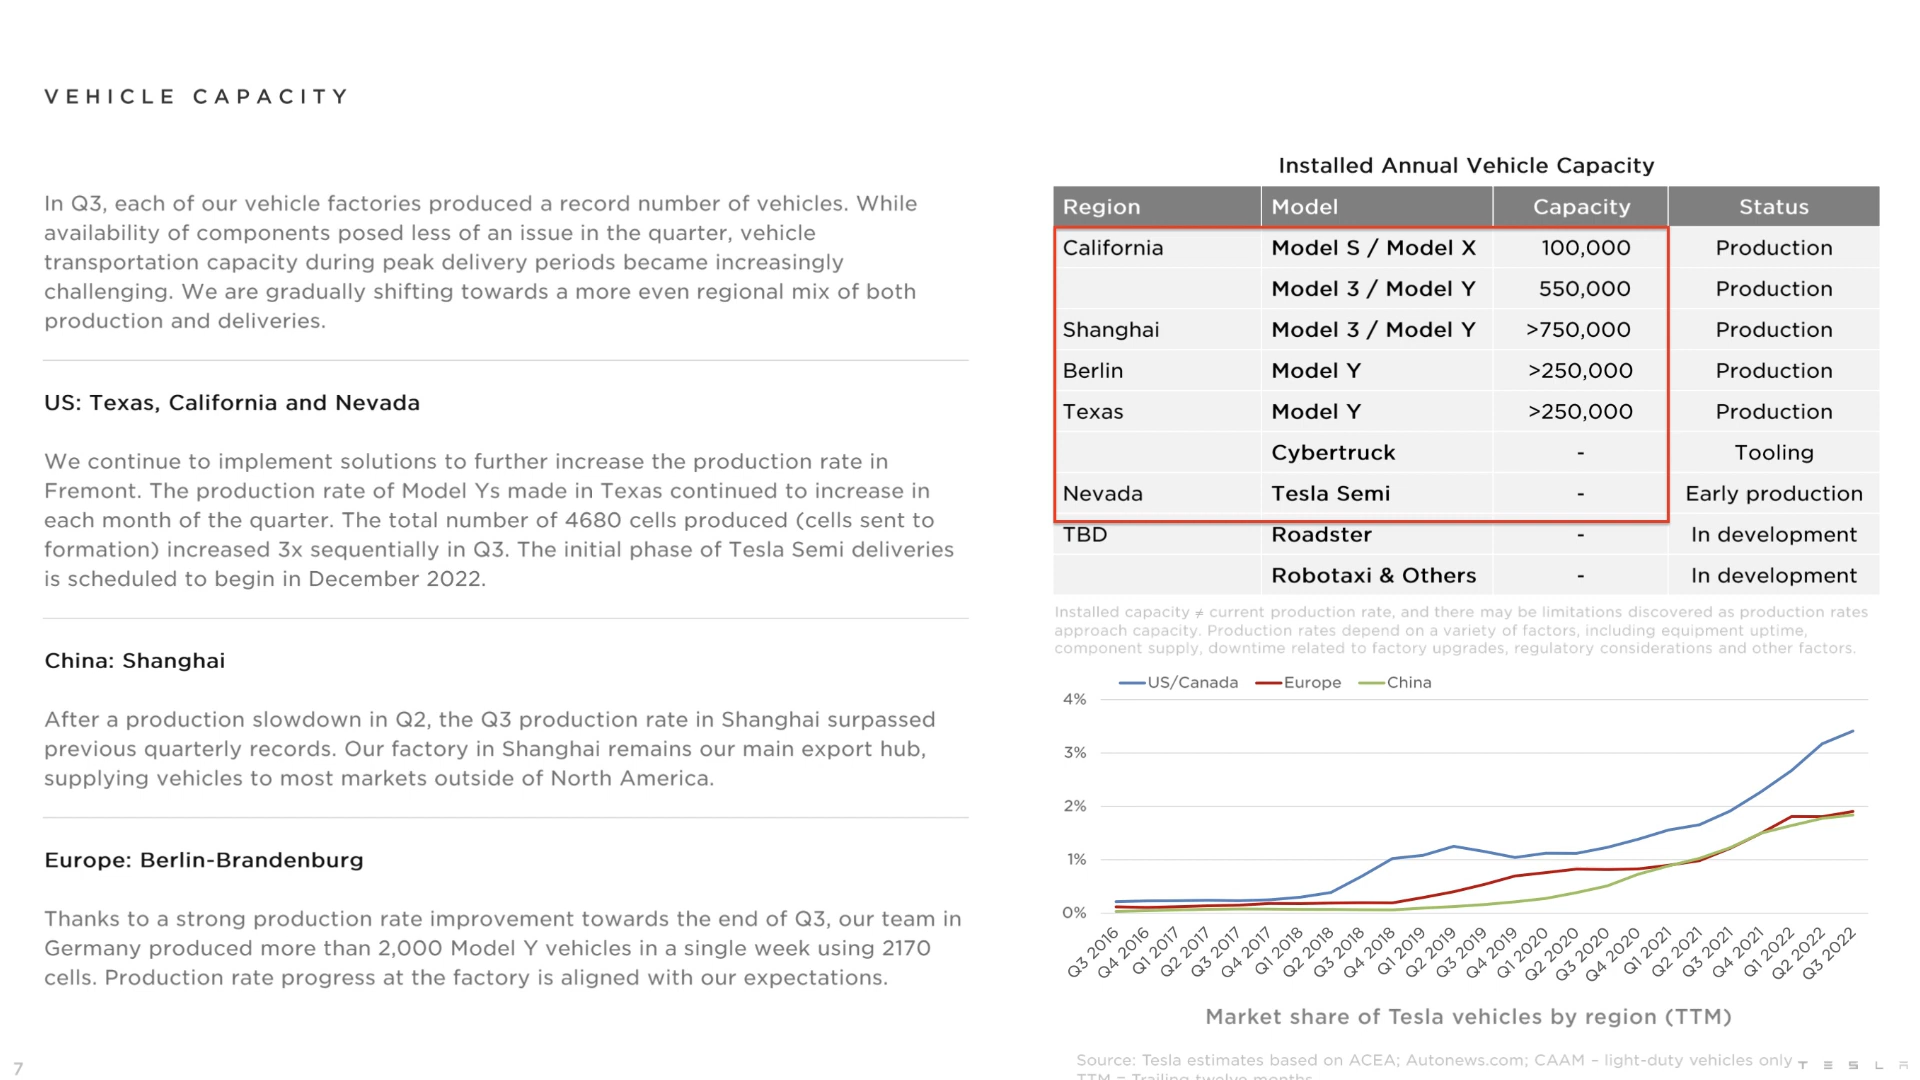 VEHICLE CAPACITY
In Q3, each of our vehicle factories produced a record number of vehicles. While
availability of components posed less of an issue in the quarter, vehicle
transportation capacity during peak delivery periods became increasingly
challenging. We are gradually shifting towards a more even regional mix of both
production and deliveries.
US: Texas, California and Nevada
We continue to implement solutions to further increase the production rate in
Fremont. The production rate of Model Ys made in Texas continued to increase in
each month of the quarter. The total number of 4680 cells produced (cells sent to
formation) increased 3x sequentially in Q3. The initial phase of Tesla Semi deliveries
is scheduled to begin in December 2022.
China: Shanghai
After a production slowdown in Q2, the Q3 production rate in Shanghai surpassed
previous quarterly records. Our factory in Shanghai remains our main export hub,
supplying vehicles to most markets outside of North America.
Europe: Berlin-Brandenburg
Thanks to a strong production rate improvement towards the end of Q3, our team in
Germany produced more than 2,000 Model Y vehicles in a single week using 2170
cells. Production rate progress at the factory is aligned with our expectations.
7
Installed Annual Vehicle Capacity
Region Model Capacity Status
California Model S / Model X 100,000 Production
Model 3 / Model Y 550,000 Production
Shanghai Model 3 / Model Y >750,000 Production
Berlin Model Y >250,000 Production
Texas Model Y >250,000 Production
Cybertruck - Tooling
Nevada Tesla Semi - Early production
TBD Roadster - In development
Robotaxi & Others - In development
Installed capacity ≠ current production rate, and there may be limitations discovered as production rates
approach capacity. Production rates depend on a variety of factors, including equipment uptime,
component supply, downtime related to factory upgrades, regulatory considerations and other factors.
US/Canada Europe China
4%
3%
2%
1%
0%
Q3 2016 Q4 2016 Q1 2017 Q2 2017 Q3 2017 Q4 2017 Q1 2018 Q2 2018 Q3 2018 Q4 2018 Q1 2019 Q2 2019 Q3 2019 Q4 2019 Q1 2020 Q2 2020 Q3 2020 Q4 2020 Q1 2021 Q2 2021 Q3 2021 Q4 2021 Q1 2022 Q2 2022 Q3 2022
Market share of Tesla vehicles by region (TTM)
Source: Tesla estimates based on ACEA; Autonews.com; CAAM – light-duty vehicles only
TTM = Trailing twelve months
TESLA